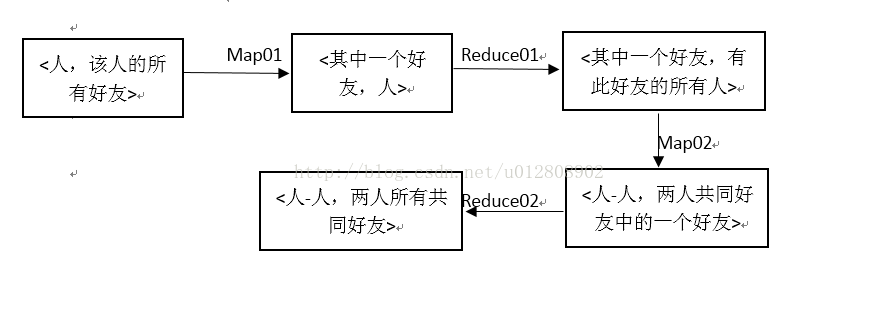 <人，该人的所
有好友>
Map01
<其中一个好
友，人>
Reduce01
<其中一个好友，有
此好友的所有人>
Map02
http://blog.csdn.net/u012808902
<人-人，两人所有共
同好友>
Reduce02
<人-人，两人共同好
友中的一个好友>